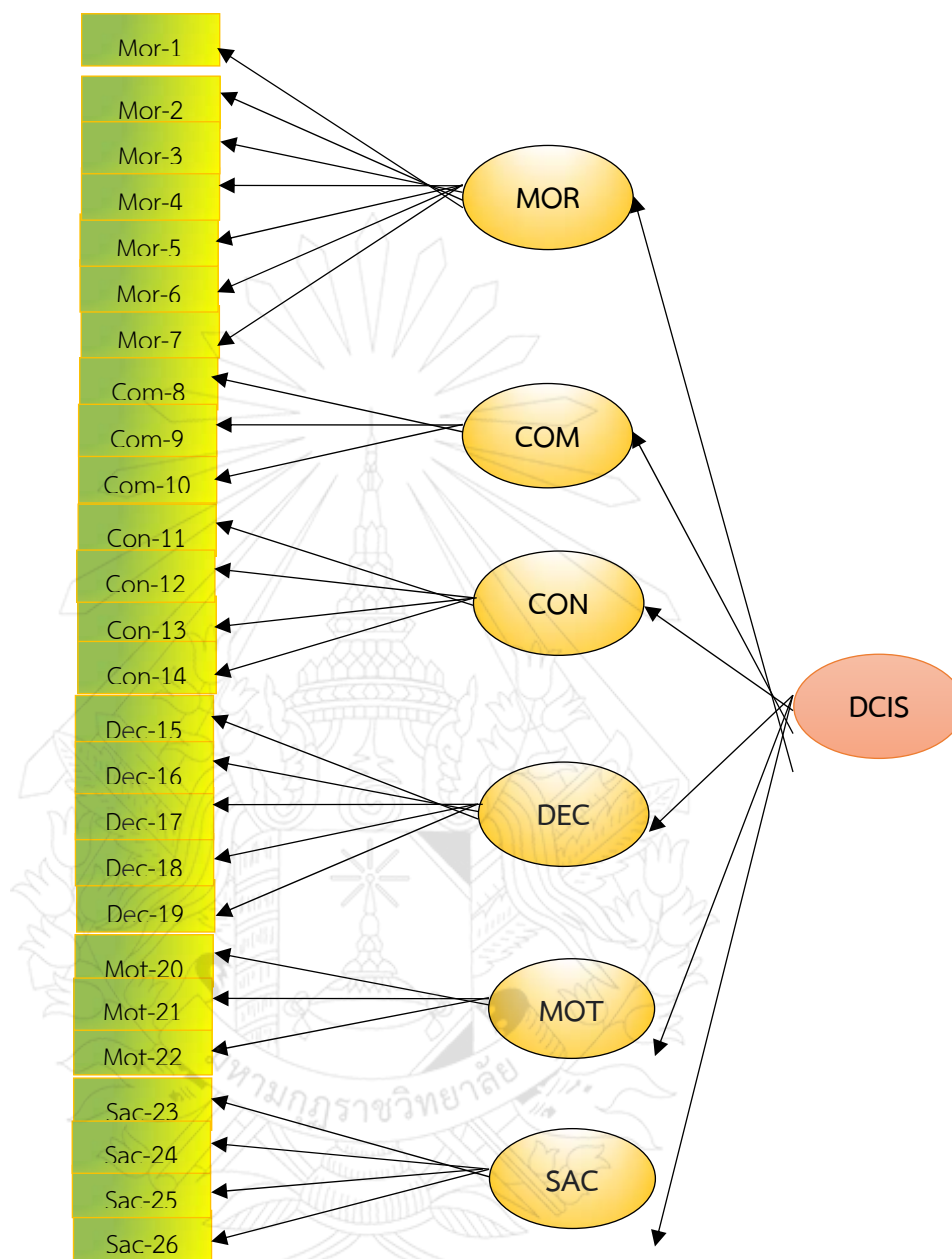 Mor-1
Mor-2
Mor-3
Mor-4
Mor-5
Mor-6
Mor-7
Com-8
Com-9
Com-10
Con-11
Con-12
Con-13
Con-14
Dec-15
Dec-16
Dec-17
Dec-18
Dec-19
Mot-20
Mot-21
Mot-22
Sac-23
Sac-24
Sac-25
Sac-26
MOR
COM
CON
DEC
MOT
SAC
DCIS